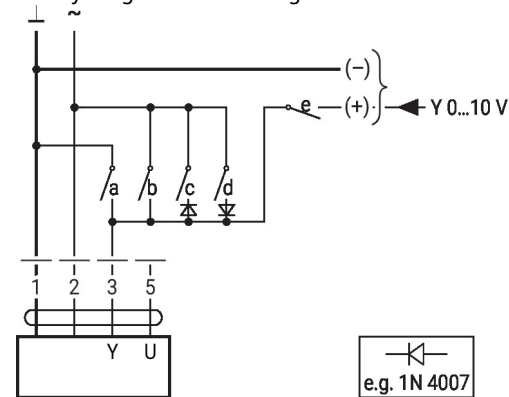 ⊥ ~
(–)
e (+) Y 0...10 V
a b c d
1 2 3 5
Y U
e.g. 1N 4007